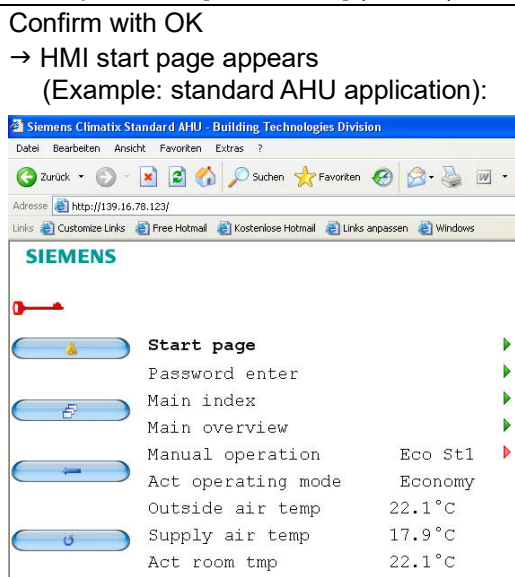 Confirm with OK
→ HMI start page appears
(Example: standard AHU application):
Siemens Climatix Standard AHU - Building Technologies Division
Datei Bearbeiten Ansicht Favoriten Extras ?
Zurück Suchen Favoriten
Adresse http://139.16.78.123/
Links Customize Links Free Hotmail Kostenlose Hotmail Links anpassen Windows
SIEMENS
Start page
Password enter
Main index
Main overview
Manual operation Eco St1
Act operating mode Economy
Outside air temp 22.1°C
Supply air temp 17.9°C
Act room tmp 22.1°C